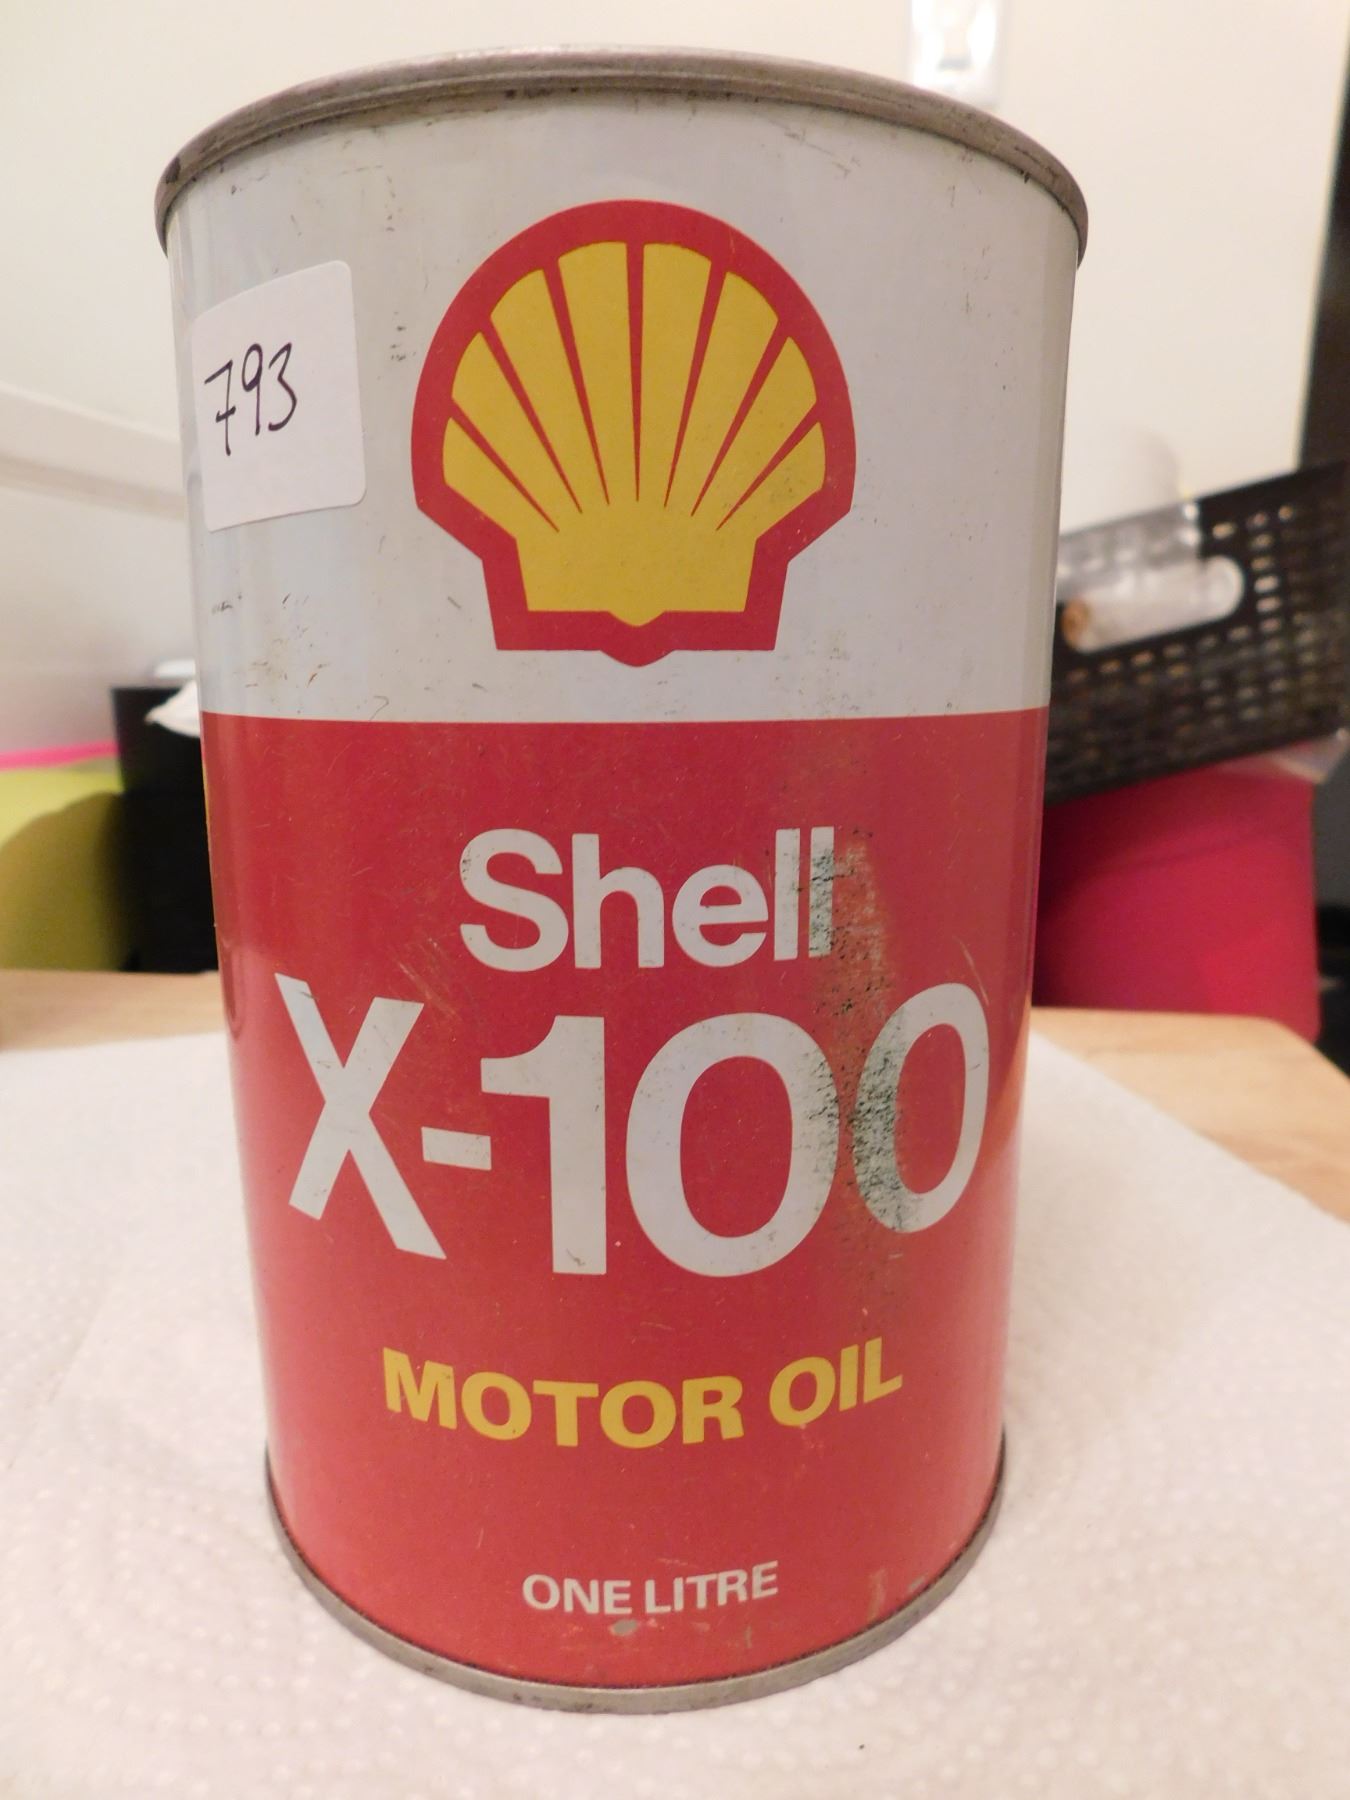 793
Shell
X-100
MOTOR OIL
ONE LITRE